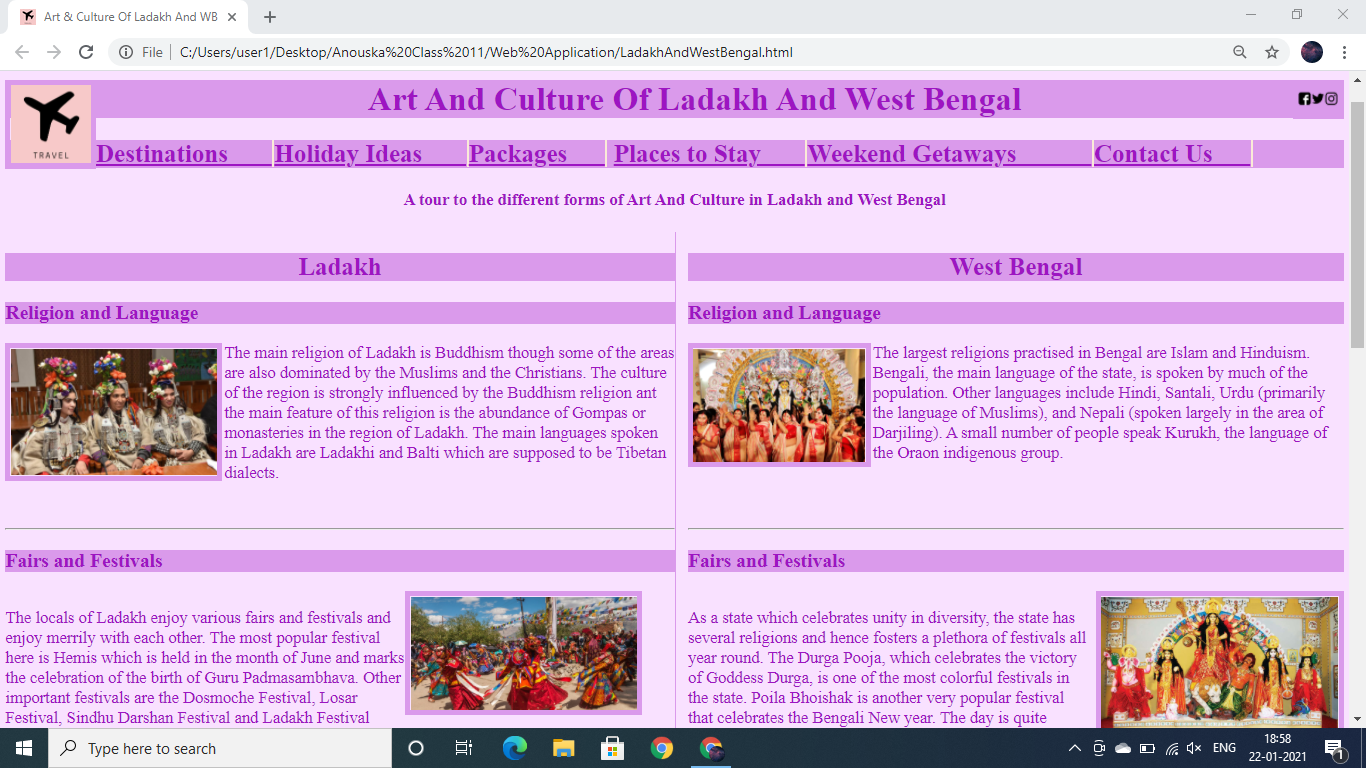 Art & Culture Of Ladakh And WB
File
C:/Users/user1/Desktop/Anouska%20Class%2011/Web%20Application/LadakhAndWestBengal.html
TRAVEL
Art And Culture Of Ladakh And West Bengal
Destinations Holiday Ideas Packages Places to Stay Weekend Getaways Contact Us
A tour to the different forms of Art And Culture in Ladakh and West Bengal
Ladakh
Religion and Language
The main religion of Ladakh is Buddhism though some of the areas
are also dominated by the Muslims and the Christians. The culture
of the region is strongly influenced by the Buddhism religion ant
the main feature of this religion is the abundance of Gompas or
monasteries in the region of Ladakh. The main languages spoken
in Ladakh are Ladakhi and Balti which are supposed to be Tibetan
dialects.
Fairs and Festivals
The locals of Ladakh enjoy various fairs and festivals and
enjoy merrily with each other. The most popular festival
here is Hemis which is held in the month of June and marks
the celebration of the birth of Guru Padmasambhava. Other
important festivals are the Dosmoche Festival, Losar
Festival, Sindhu Darshan Festival and Ladakh Festival
West Bengal
Religion and Language
The largest religions practised in Bengal are Islam and Hinduism.
Bengali, the main language of the state, is spoken by much of the
population. Other languages include Hindi, Santali, Urdu (primarily
the language of Muslims), and Nepali (spoken largely in the area of
Darjiling). A small number of people speak Kurukh, the language of
the Oraon indigenous group.
Fairs and Festivals
As a state which celebrates unity in diversity, the state has
several religions and hence fosters a plethora of festivals all
year round. The Durga Pooja, which celebrates the victory
of Goddess Durga, is one of the most colorful festivals in
the state. Poila Bhoishak is another very popular festival
that celebrates the Bengali New year. The day is quite
Type here to search
ENG
18:58
22-01-2021
1